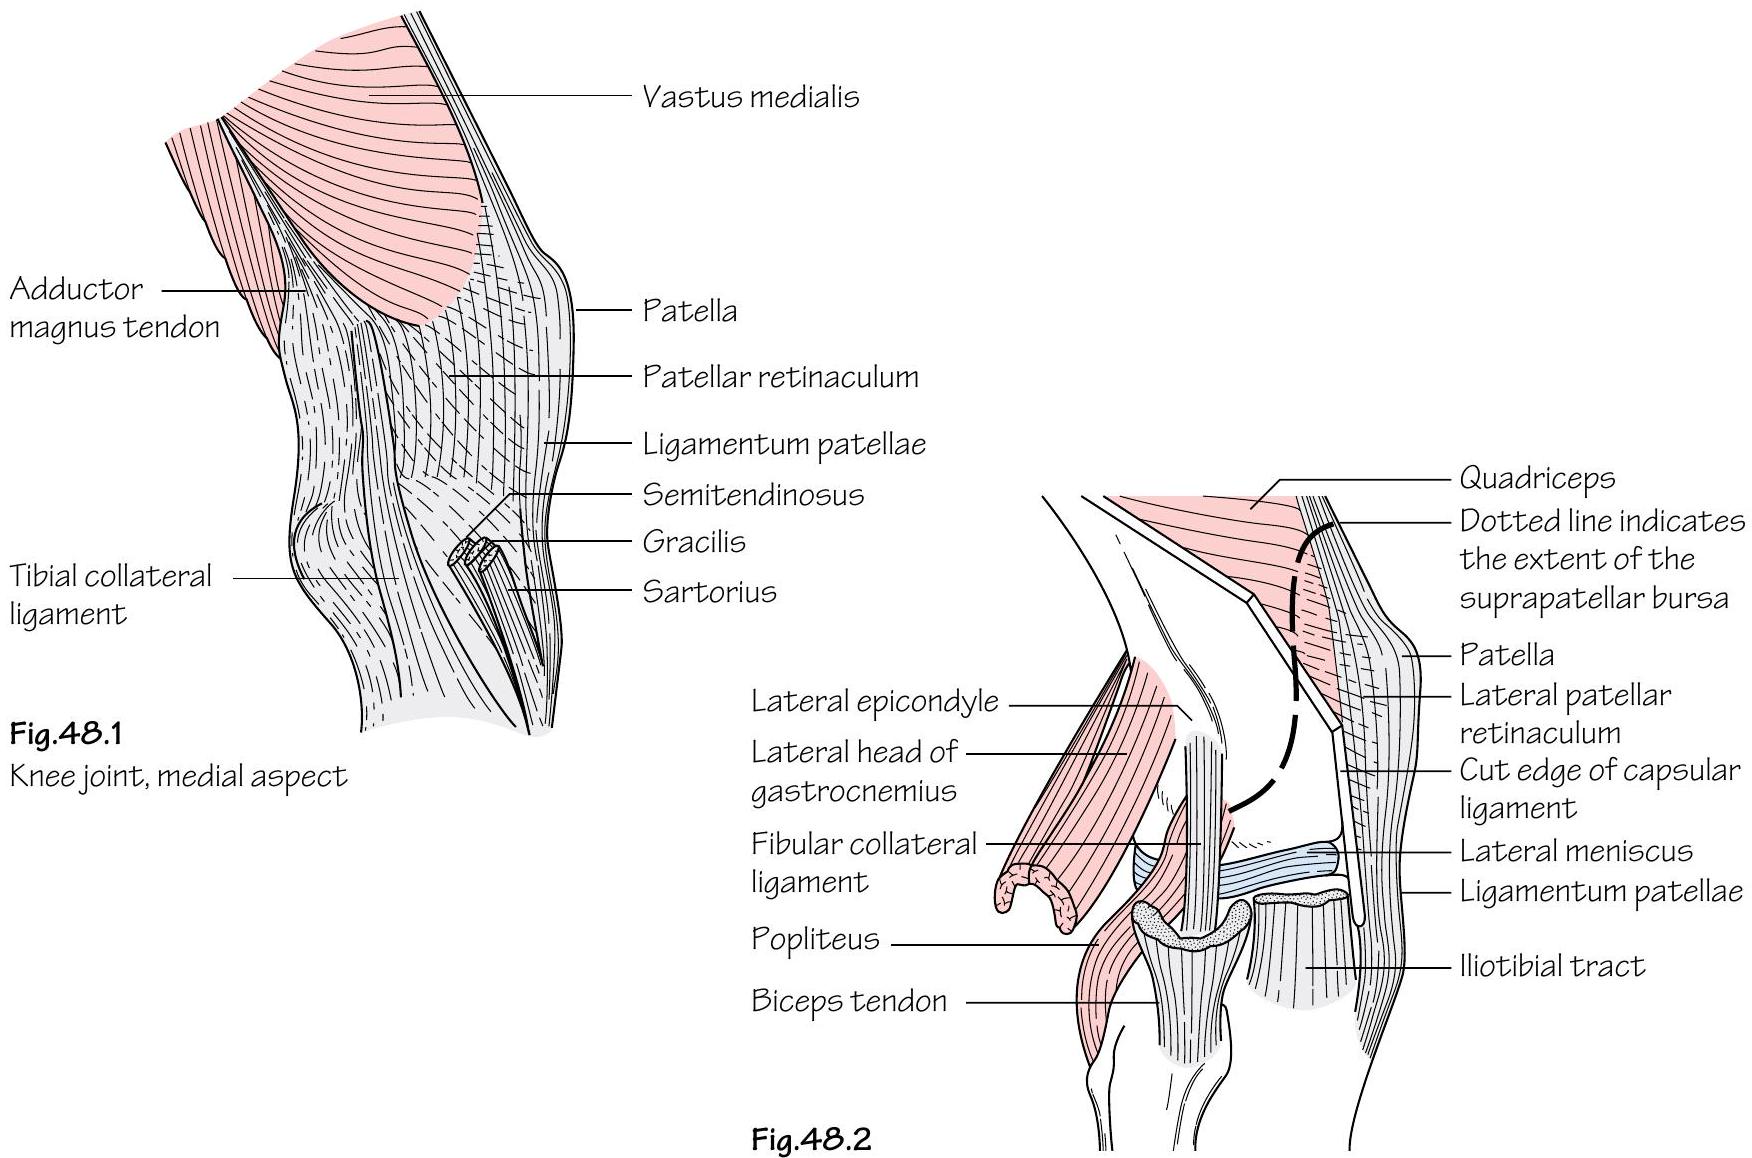 Vastus medialis
Adductor
magnus tendon
Patella
Patellar retinaculum
Ligamentum patellae
Semitendinosus
Gracilis
Tibial collateral
ligament
Sartorius
Fig.48.1
Knee joint, medial aspect
Quadriceps
Dotted line indicates
the extent of the
suprapatellar bursa
Patella
Lateral patellar
retinaculum
Cut edge of capsular
ligament
Lateral meniscus
Ligamentum patellae
Iliotibial tract
Lateral epicondyle
Lateral head of
gastrocnemius
Fibular collateral
ligament
Popliteus
Biceps tendon
Fig.48.2